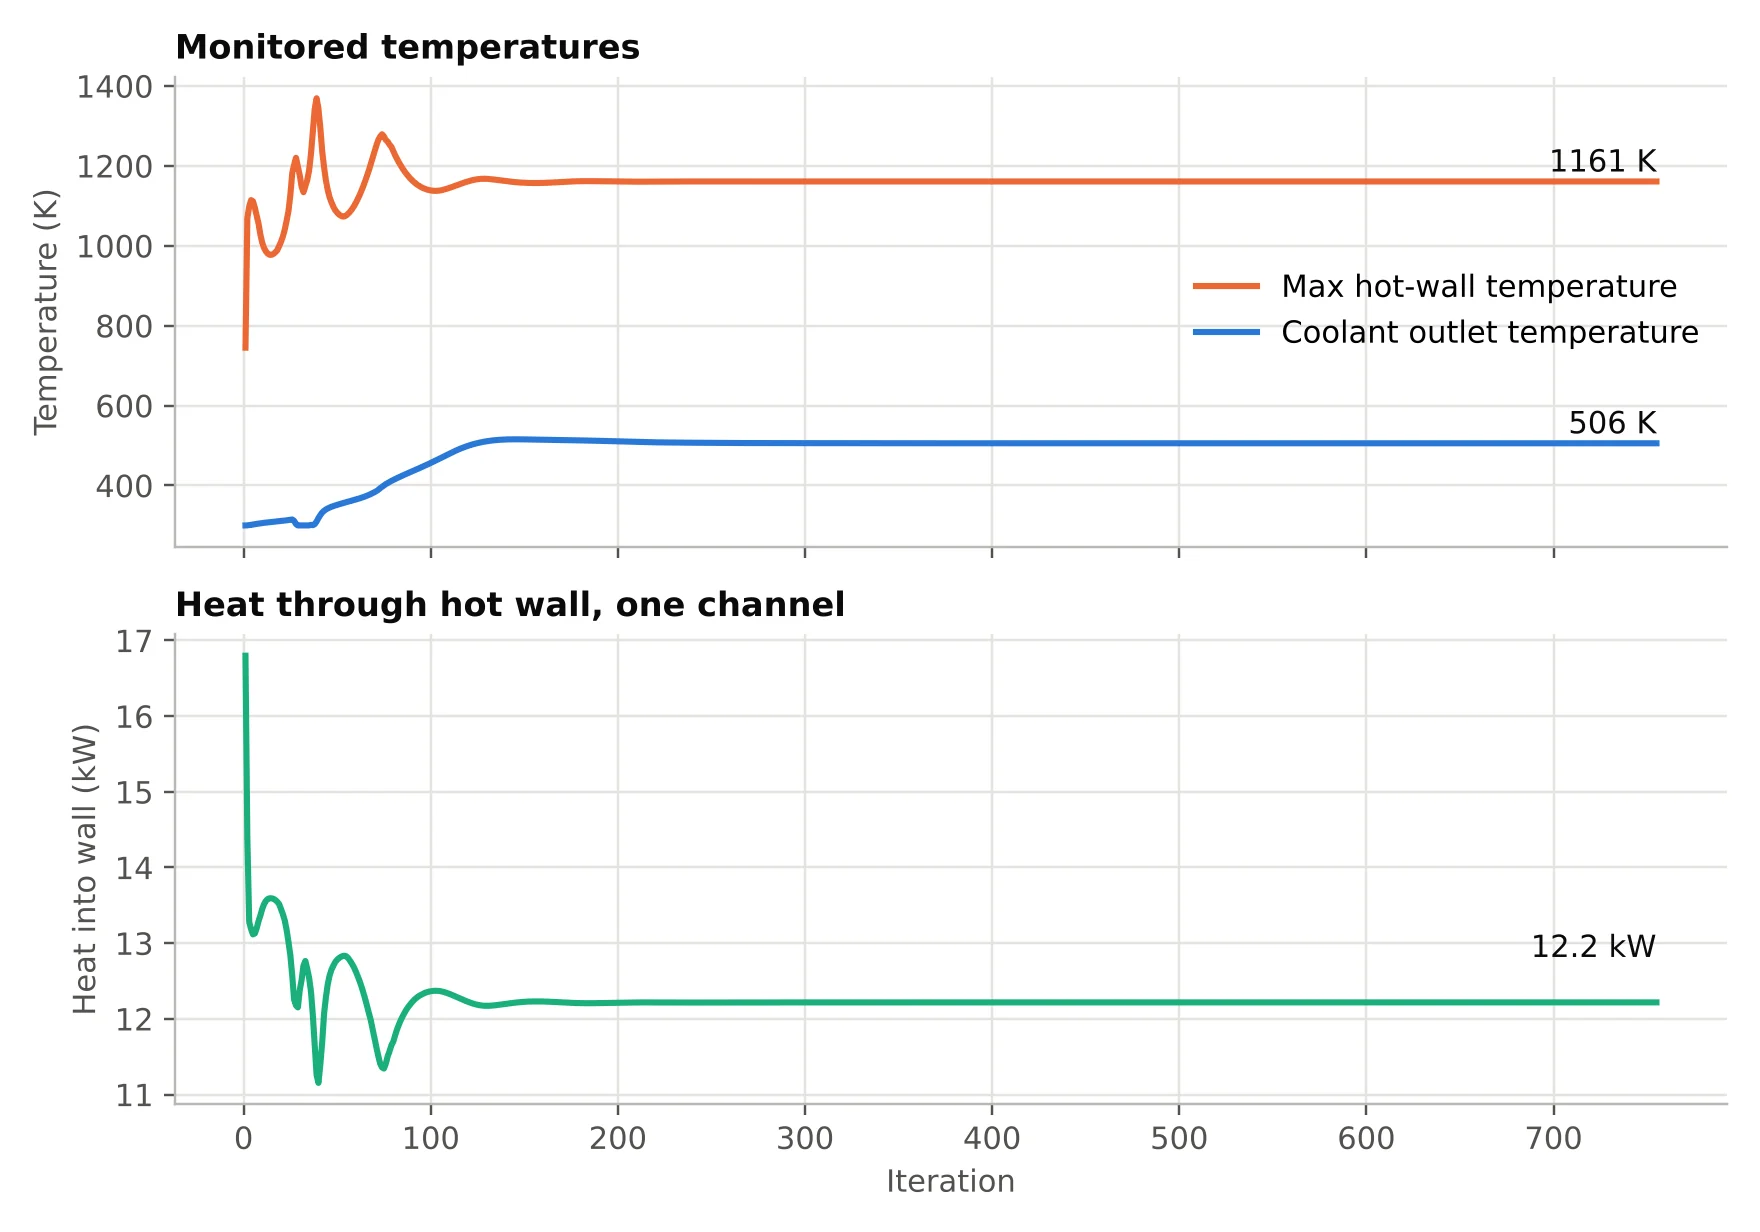 Monitored temperatures
1400
1200
1000
800
600
400
Temperature (K)
1161 K
Max hot-wall temperature
Coolant outlet temperature
506 K
Heat through hot wall, one channel
17
16
15
14
13
12
11
Heat into wall (kW)
12.2 kW
0 100 200 300 400 500 600 700
Iteration